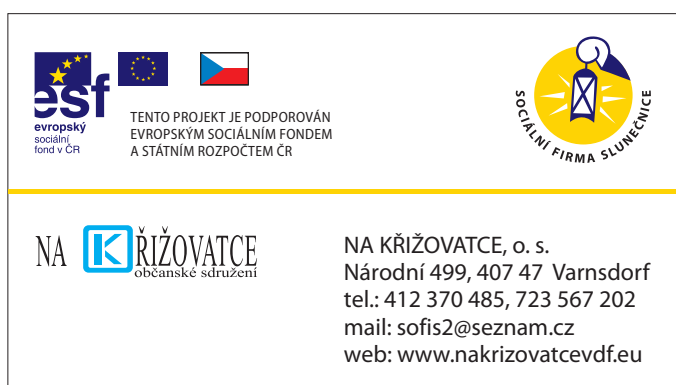 esf
evropský
sociální
fond v ČR
TENTO PROJEKT JE PODPOROVÁN
EVROPSKÝM SOCIÁLNÍM FONDEM
A STÁTNÍM ROZPOČTEM ČR
SOCIÁLNÍ FIRMA SLUNEČNICE
NA KŘIŽOVATCE
občanské sdružení
NA KŘIŽOVATCE, o. s.
Národní 499, 407 47 Varnsdorf
tel.: 412 370 485, 723 567 202
mail: sofis2@seznam.cz
web: www.nakrizovatcevdf.eu